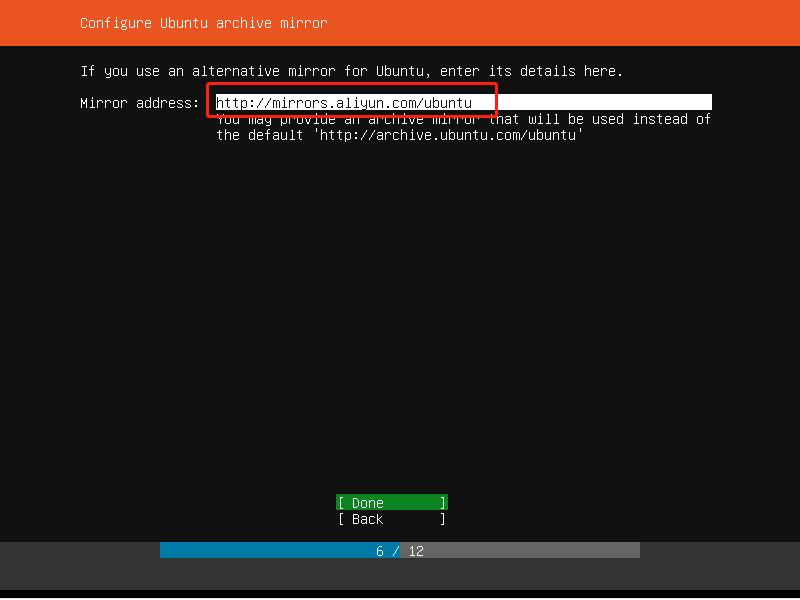 Configure Ubuntu archive mirror
If you use an alternative mirror for Ubuntu, enter its details here.
Mirror address: http://mirrors.aliyun.com/ubuntu
You may provide an archive mirror that will be used instead of
the default 'http://archive.ubuntu.com/ubuntu'
[ Done ]
[ Back ]
6 / 12